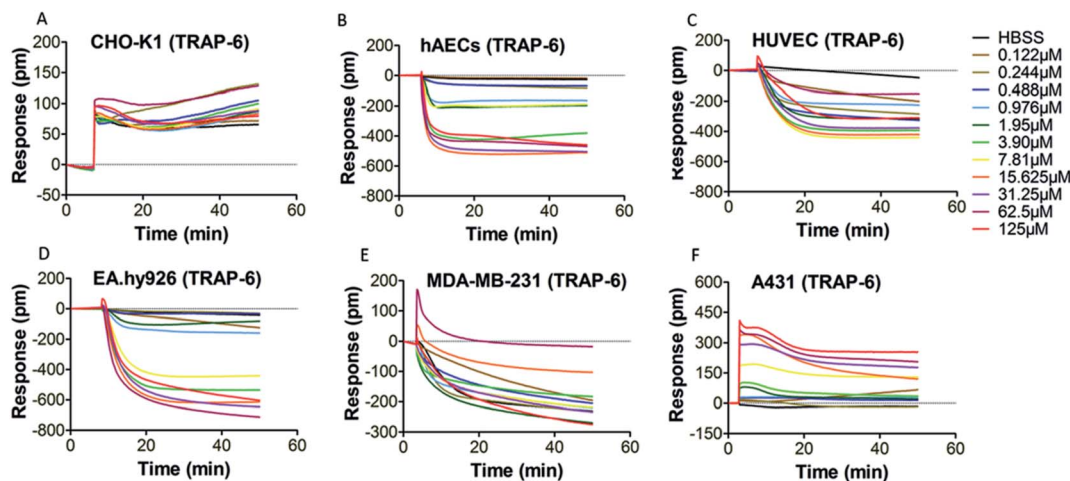 A
CHO-K1 (TRAP-6)
Response (pm)
200
150
100
50
0
-50
0
20
40
60
Time (min)
B
hAECs (TRAP-6)
Response (pm)
200
0
-200
-400
-600
-800
0
20
40
60
Time (min)
C
HUVEC (TRAP-6)
Response (pm)
200
0
-200
-400
-600
-800
0
20
40
60
Time (min)
HBSS
0.122µM
0.244µM
0.488µM
0.976µM
1.95µM
3.90µM
7.81µM
15.625µM
31.25µM
62.5µM
125µM
D
EA.hy926 (TRAP-6)
Response (pm)
200
0
-200
-400
-600
-800
0
20
40
60
Time (min)
E
MDA-MB-231 (TRAP-6)
Response (pm)
200
100
0
-100
-200
-300
0
20
40
60
Time (min)
F
A431 (TRAP-6)
Response (pm)
600
450
300
150
0
-150
0
20
40
60
Time (min)